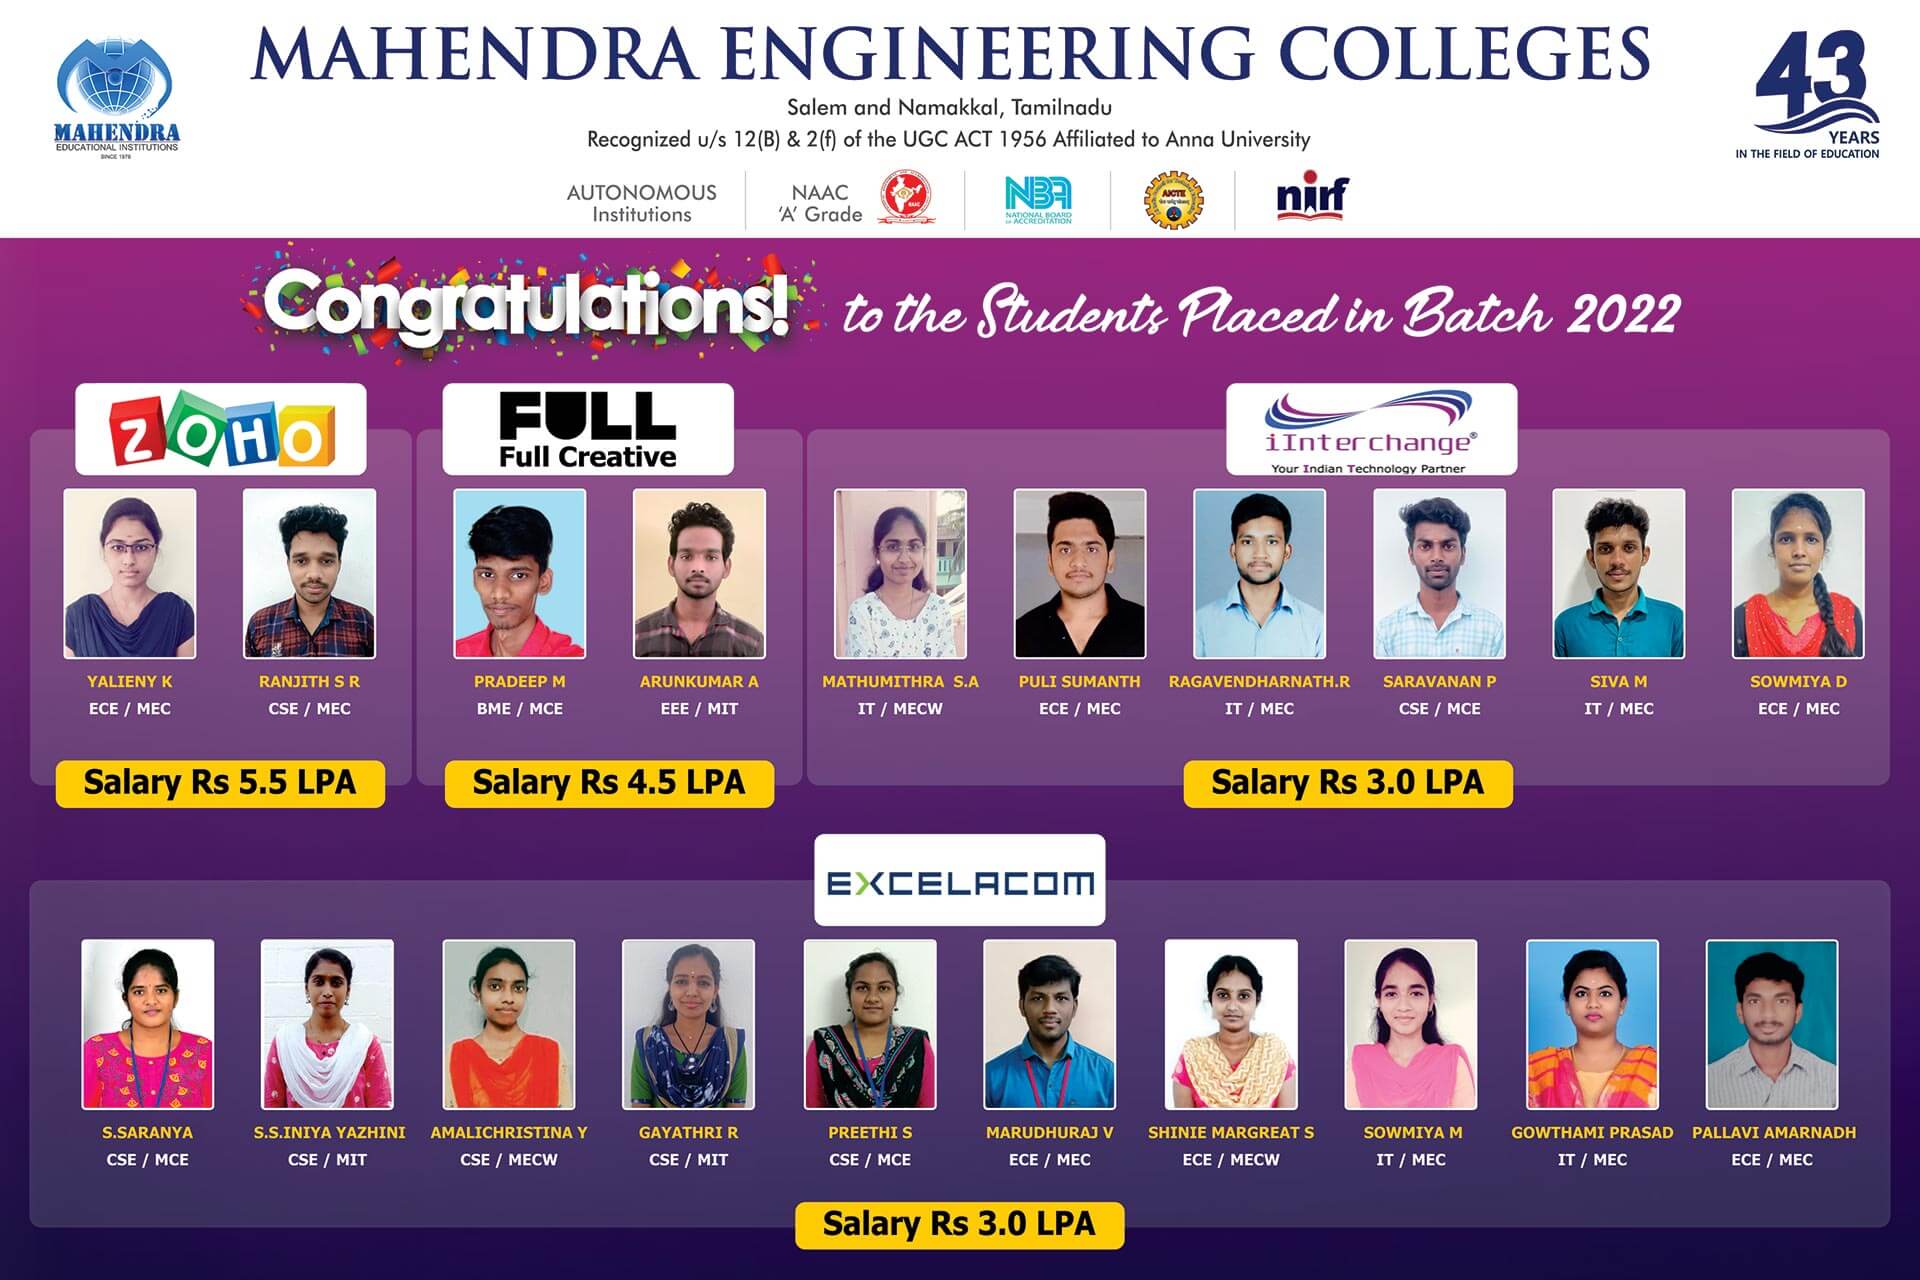 MAHENDRA ENGINEERING COLLEGES
Salem and Namakkal, Tamilnadu
Recognized u/s 12(B) & 2(f) of the UGC ACT 1956 Affiliated to Anna University
MAHENDRA
EDUCATIONAL INSTITUTIONS
SINCE 1978
43
YEARS
IN THE FIELD OF EDUCATION
AUTONOMOUS
Institutions
NAAC
'A' Grade
NAAC
NBA
NATIONAL BOARD
OF ACCREDITATION
AICTE
nirf
Congratulations! to the Students Placed in Batch 2022
ZOHO
FULL
Full Creative
iInterchange®
Your Indian Technology Partner
YALIENY K
ECE / MEC
RANJITH S R
CSE / MEC
Salary Rs 5.5 LPA
PRADEEP M
BME / MCE
ARUNKUMAR A
EEE / MIT
Salary Rs 4.5 LPA
MATHUMITHRA S.A
IT / MECW
PULI SUMANTH
ECE / MEC
RAGAVENDHARNATH.R
IT / MEC
SARAVANAN P
CSE / MCE
SIVA M
IT / MEC
SOWMIYA D
ECE / MEC
Salary Rs 3.0 LPA
EXCELACOM
S.SARANYA
CSE / MCE
S.S.INIYA YAZHINI
CSE / MIT
AMALICHRISTINA Y
CSE / MECW
GAYATHRI R
CSE / MIT
PREETHI S
CSE / MCE
MARUDHURAJ V
ECE / MEC
SHINIE MARGREAT S
ECE / MECW
SOWMIYA M
IT / MEC
GOWTHAMI PRASAD
IT / MEC
PALLAVI AMARNADH
ECE / MEC
Salary Rs 3.0 LPA